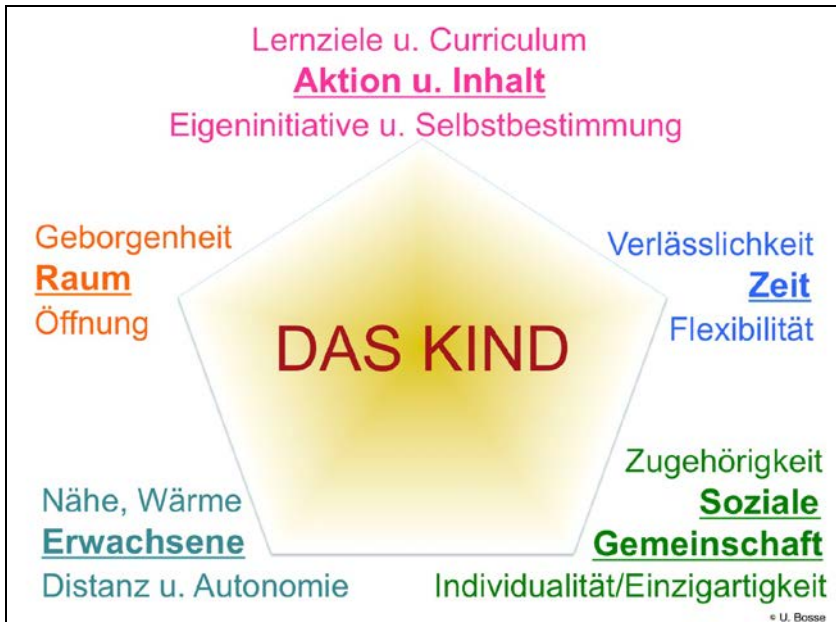 Lernziele u. Curriculum
Aktion u. Inhalt
Eigeninitiative u. Selbstbestimmung
Geborgenheit
Raum
Öffnung
Verlässlichkeit
Zeit
Flexibilität
DAS KIND
Nähe, Wärme
Erwachsene
Distanz u. Autonomie
Zugehörigkeit
Soziale
Gemeinschaft
Individualität/Einzigartigkeit
© U. Bosse